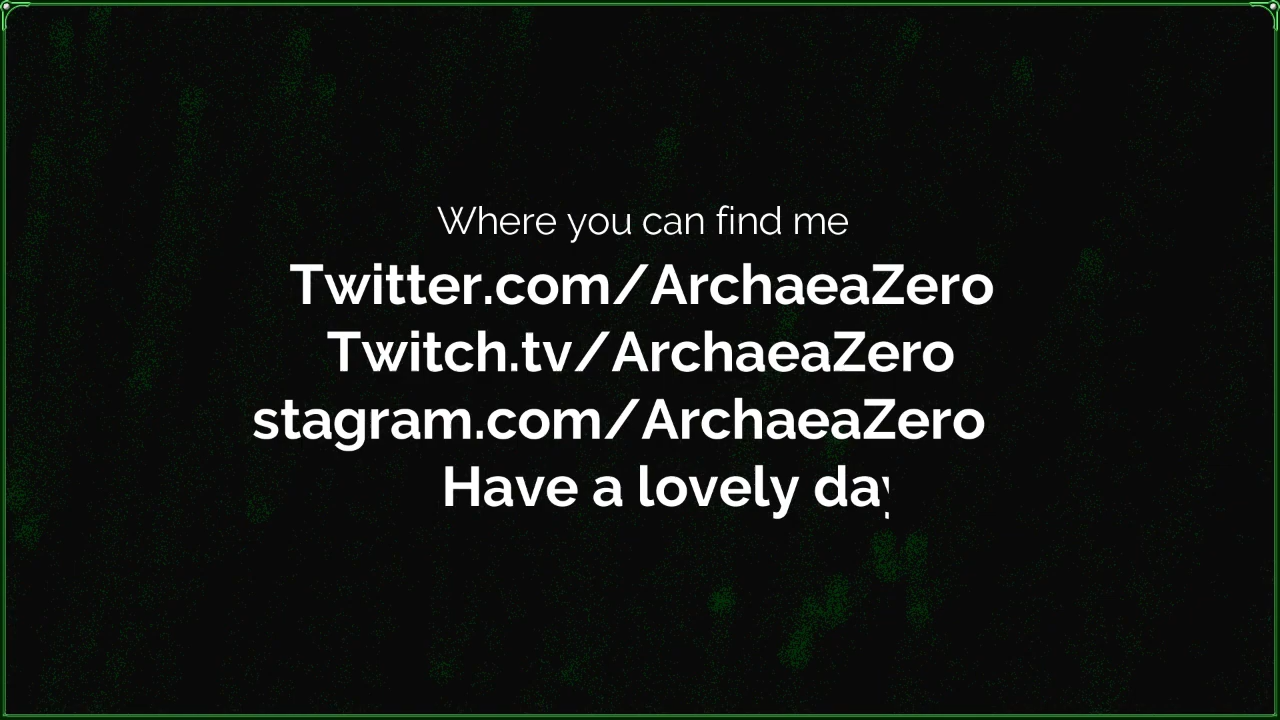 Where you can find me
Twitter.com/ArchaeaZero
Twitch.tv/ArchaeaZero
stagram.com/ArchaeaZero
Have a lovely day